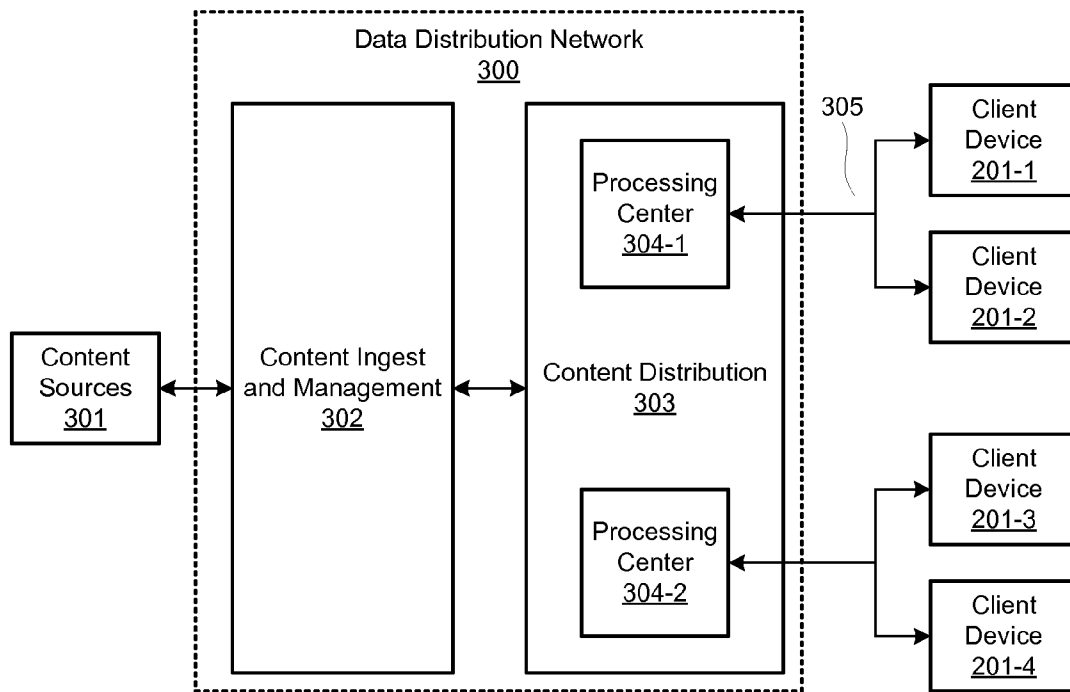 Data Distribution Network
300
Content
Sources
301
Content Ingest
and Management
302
Content Distribution
303
Processing
Center
304-1
Processing
Center
304-2
305
Client
Device
201-1
Client
Device
201-2
Client
Device
201-3
Client
Device
201-4